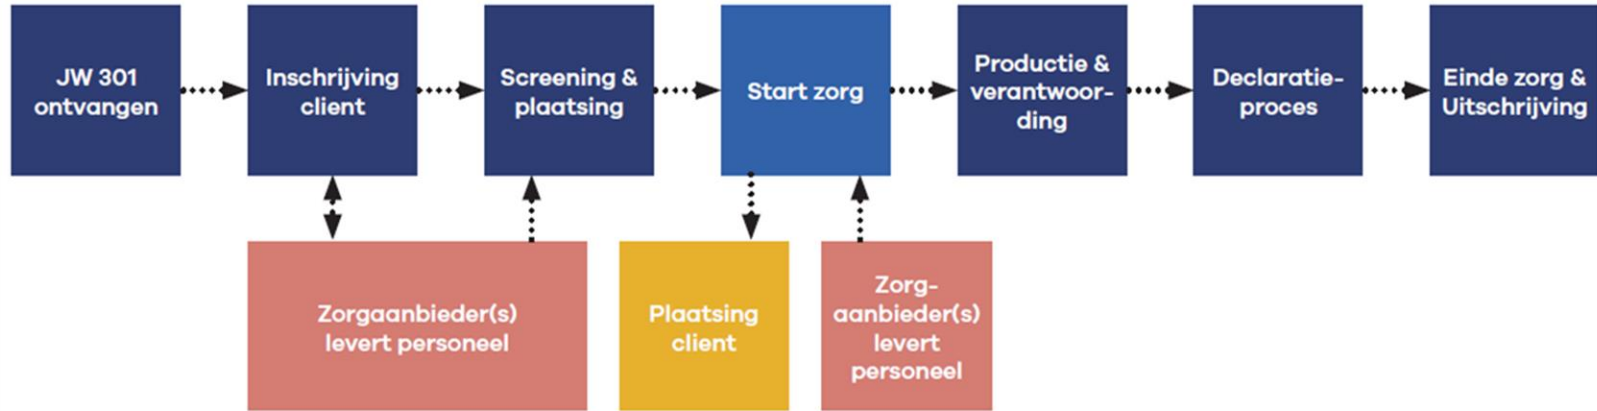 JW 301
ontvangen
Inschrijving
client
Screening &
plaatsing
Start zorg
Productie &
verantwoor-
ding
Declaratie-
proces
Einde zorg &
Uitschrijving
Zorgaanbieder(s)
levert personeel
Plaatsing
client
Zorg-
aanbieder(s)
levert
personeel